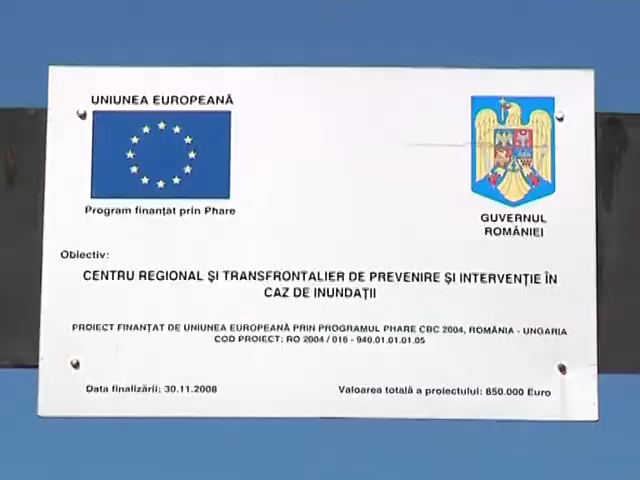 UNIUNEA EUROPEANĂ
Program finanțat prin Phare
GUVERNUL
ROMÂNIEI
Obiectiv:
CENTRU REGIONAL ȘI TRANSFRONTALIER DE PREVENIRE ȘI INTERVENȚIE ÎN
CAZ DE INUNDAȚII
PROIECT FINANȚAT DE UNIUNEA EUROPEANĂ PRIN PROGRAMUL PHARE CBC 2004, ROMÂNIA - UNGARIA
COD PROIECT: RO 2004 / 016 - 940.01.01.01.05
Data finalizării: 30.11.2008
Valoarea totală a proiectului: 650.000 Euro